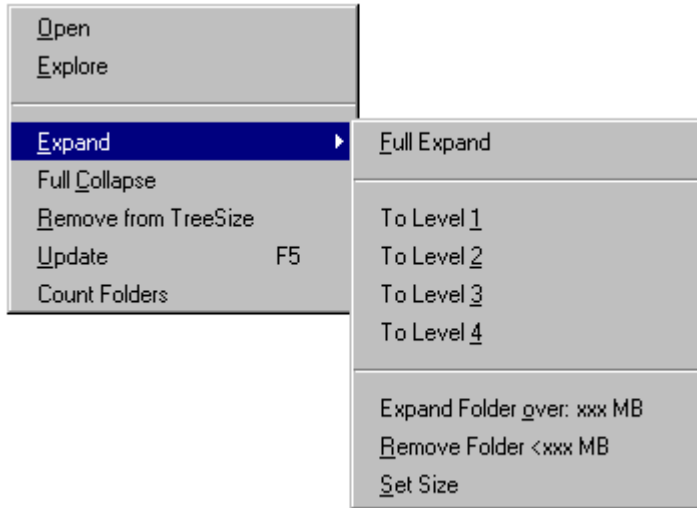 Open
Explore
Expand
Full Collapse
Remove from TreeSize
Update F5
Count Folders
Full Expand
To Level 1
To Level 2
To Level 3
To Level 4
Expand Folder over: xxx MB
Remove Folder <xxx MB
Set Size